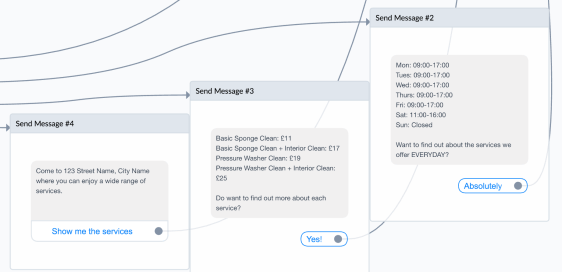 Send Message #2
Mon: 09:00-17:00
Tues: 09:00-17:00
Wed: 09:00-17:00
Thurs: 09:00-17:00
Fri: 09:00-17:00
Sat: 11:00-16:00
Sun: Closed
Want to find out about the services we
offer EVERYDAY?
Absolutely
Send Message #3
Basic Sponge Clean: £11
Basic Sponge Clean + Interior Clean: £17
Pressure Washer Clean: £19
Pressure Washer Clean + Interior Clean:
£25
Do want to find out more about each
service?
Yes!
Send Message #4
Come to 123 Street Name, City Name
where you can enjoy a wide range of
services.
Show me the services